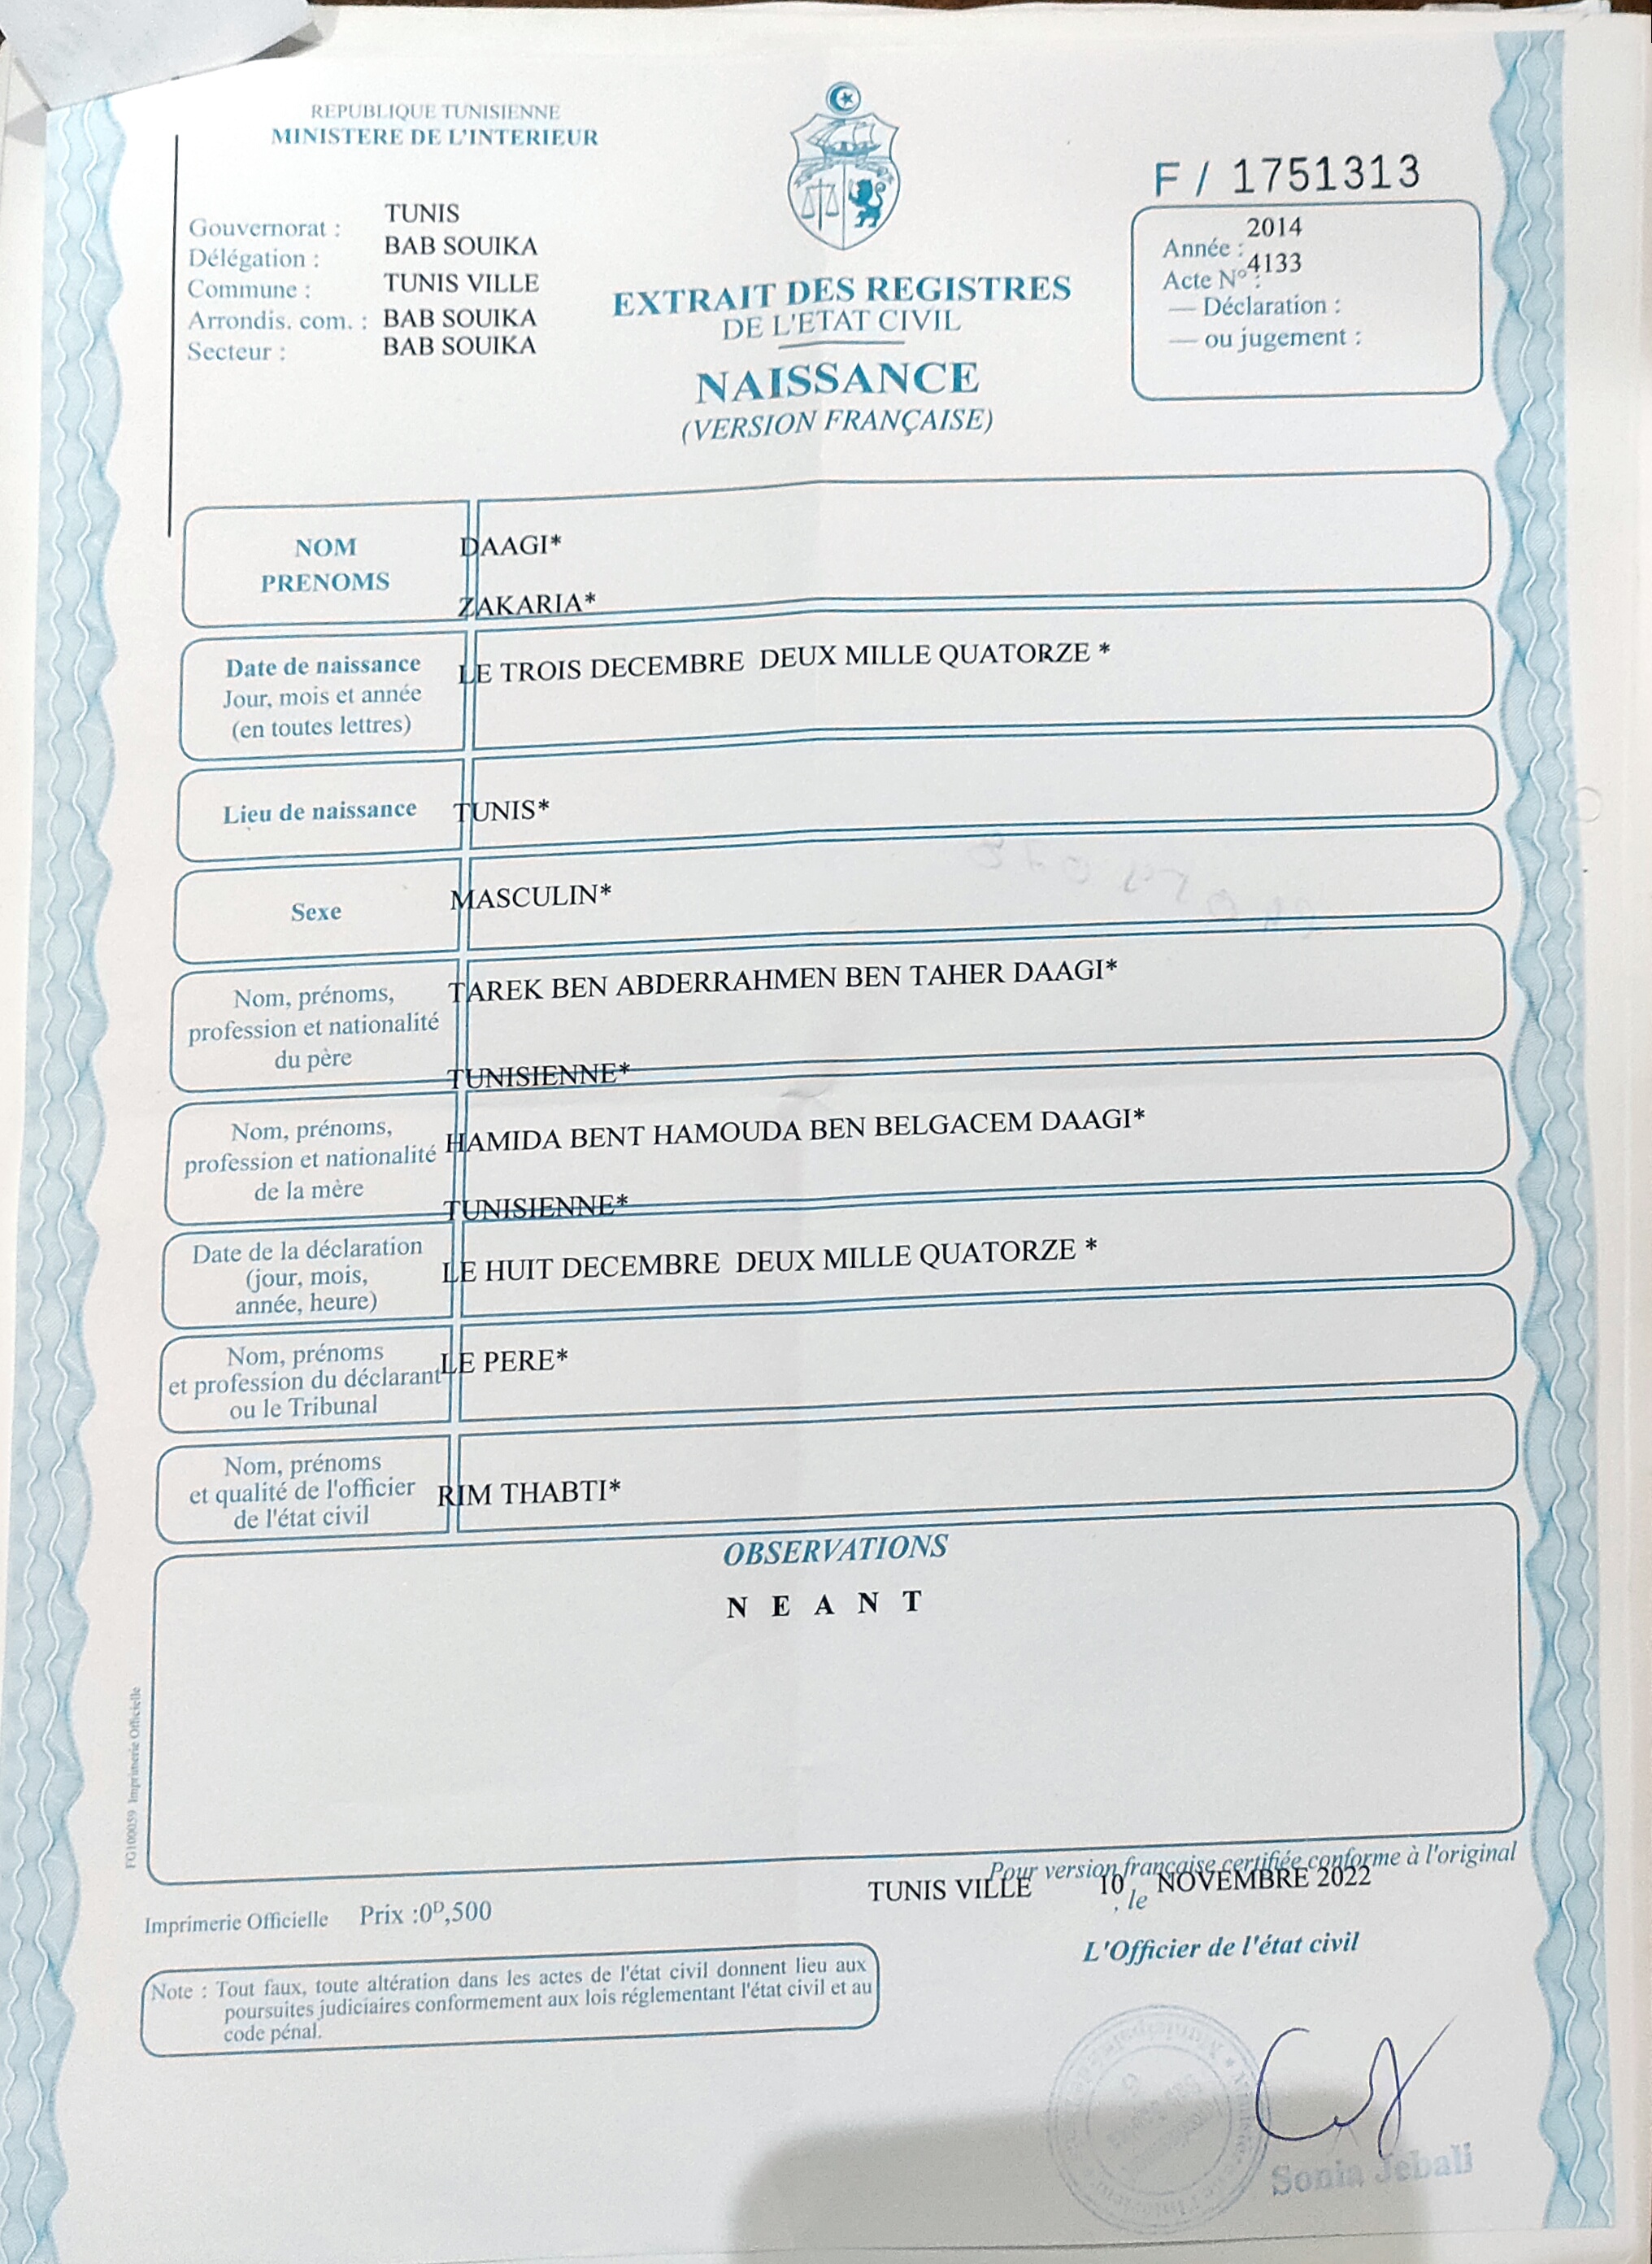 REPUBLIQUE TUNISIENNE
MINISTERE DE L'INTERIEUR
Gouvernorat : TUNIS
Délégation : BAB SOUIKA
Commune : TUNIS VILLE
Arrondis. com. : BAB SOUIKA
Secteur : BAB SOUIKA
EXTRAIT DES REGISTRES
DE L'ETAT CIVIL
NAISSANCE
(VERSION FRANÇAISE)
F / 1751313
Année : 2014
Acte N° : 4133
— Déclaration :
— ou jugement :
NOM DAAGI*
PRENOMS ZAKARIA*
Date de naissance
Jour, mois et année
(en toutes lettres)
LE TROIS DECEMBRE DEUX MILLE QUATORZE *
Lieu de naissance TUNIS*
Sexe MASCULIN*
Nom, prénoms,
profession et nationalité
du père
TAREK BEN ABDERRAHMEN BEN TAHER DAAGI*
TUNISIENNE*
Nom, prénoms,
profession et nationalité
de la mère
HAMIDA BENT HAMOUDA BEN BELGACEM DAAGI*
TUNISIENNE*
Date de la déclaration
(jour, mois,
année, heure)
LE HUIT DECEMBRE DEUX MILLE QUATORZE *
Nom, prénoms
et profession du déclarant
ou le Tribunal
LE PERE*
Nom, prénoms
et qualité de l'officier
de l'état civil
RIM THABTI*
OBSERVATIONS
N E A N T
FG100059 Imprimerie Officielle
Pour version française certifiée conforme à l'original
TUNIS VILLE , le 10 NOVEMBRE 2022
Imprimerie Officielle Prix :0ᴰ,500
L'Officier de l'état civil
Note : Tout faux, toute altération dans les actes de l'état civil donnent lieu aux
poursuites judiciaires conformement aux lois réglementant l'état civil et au
code pénal.
Sonia Jebali